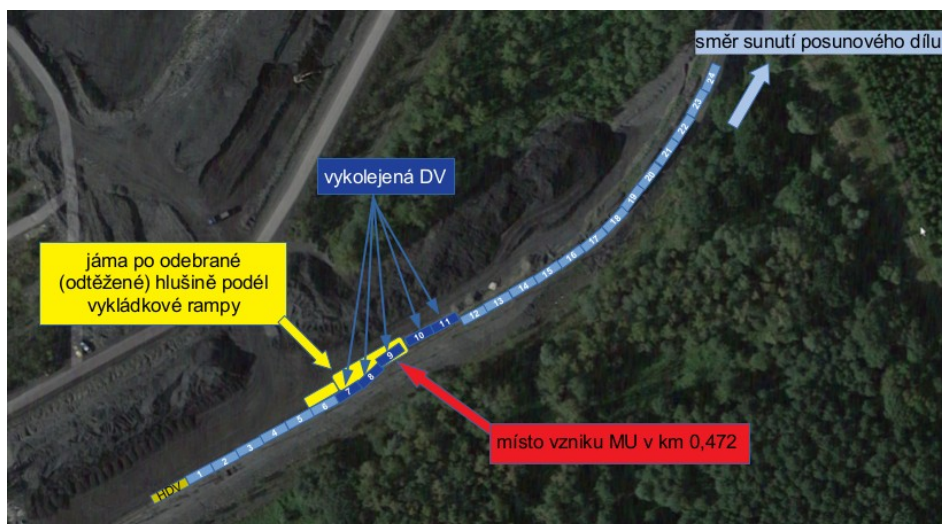 směr sunutí posunového dílu
vykolejená DV
jáma po odebrané
(odtěžené) hlušině podél
vykládkové rampy
místo vzniku MU v km 0,472
HDV 1 2 3 4 5 6 7 8 9 10 11 12 13 14 15 16 17 18 19 20 21 22 23 24